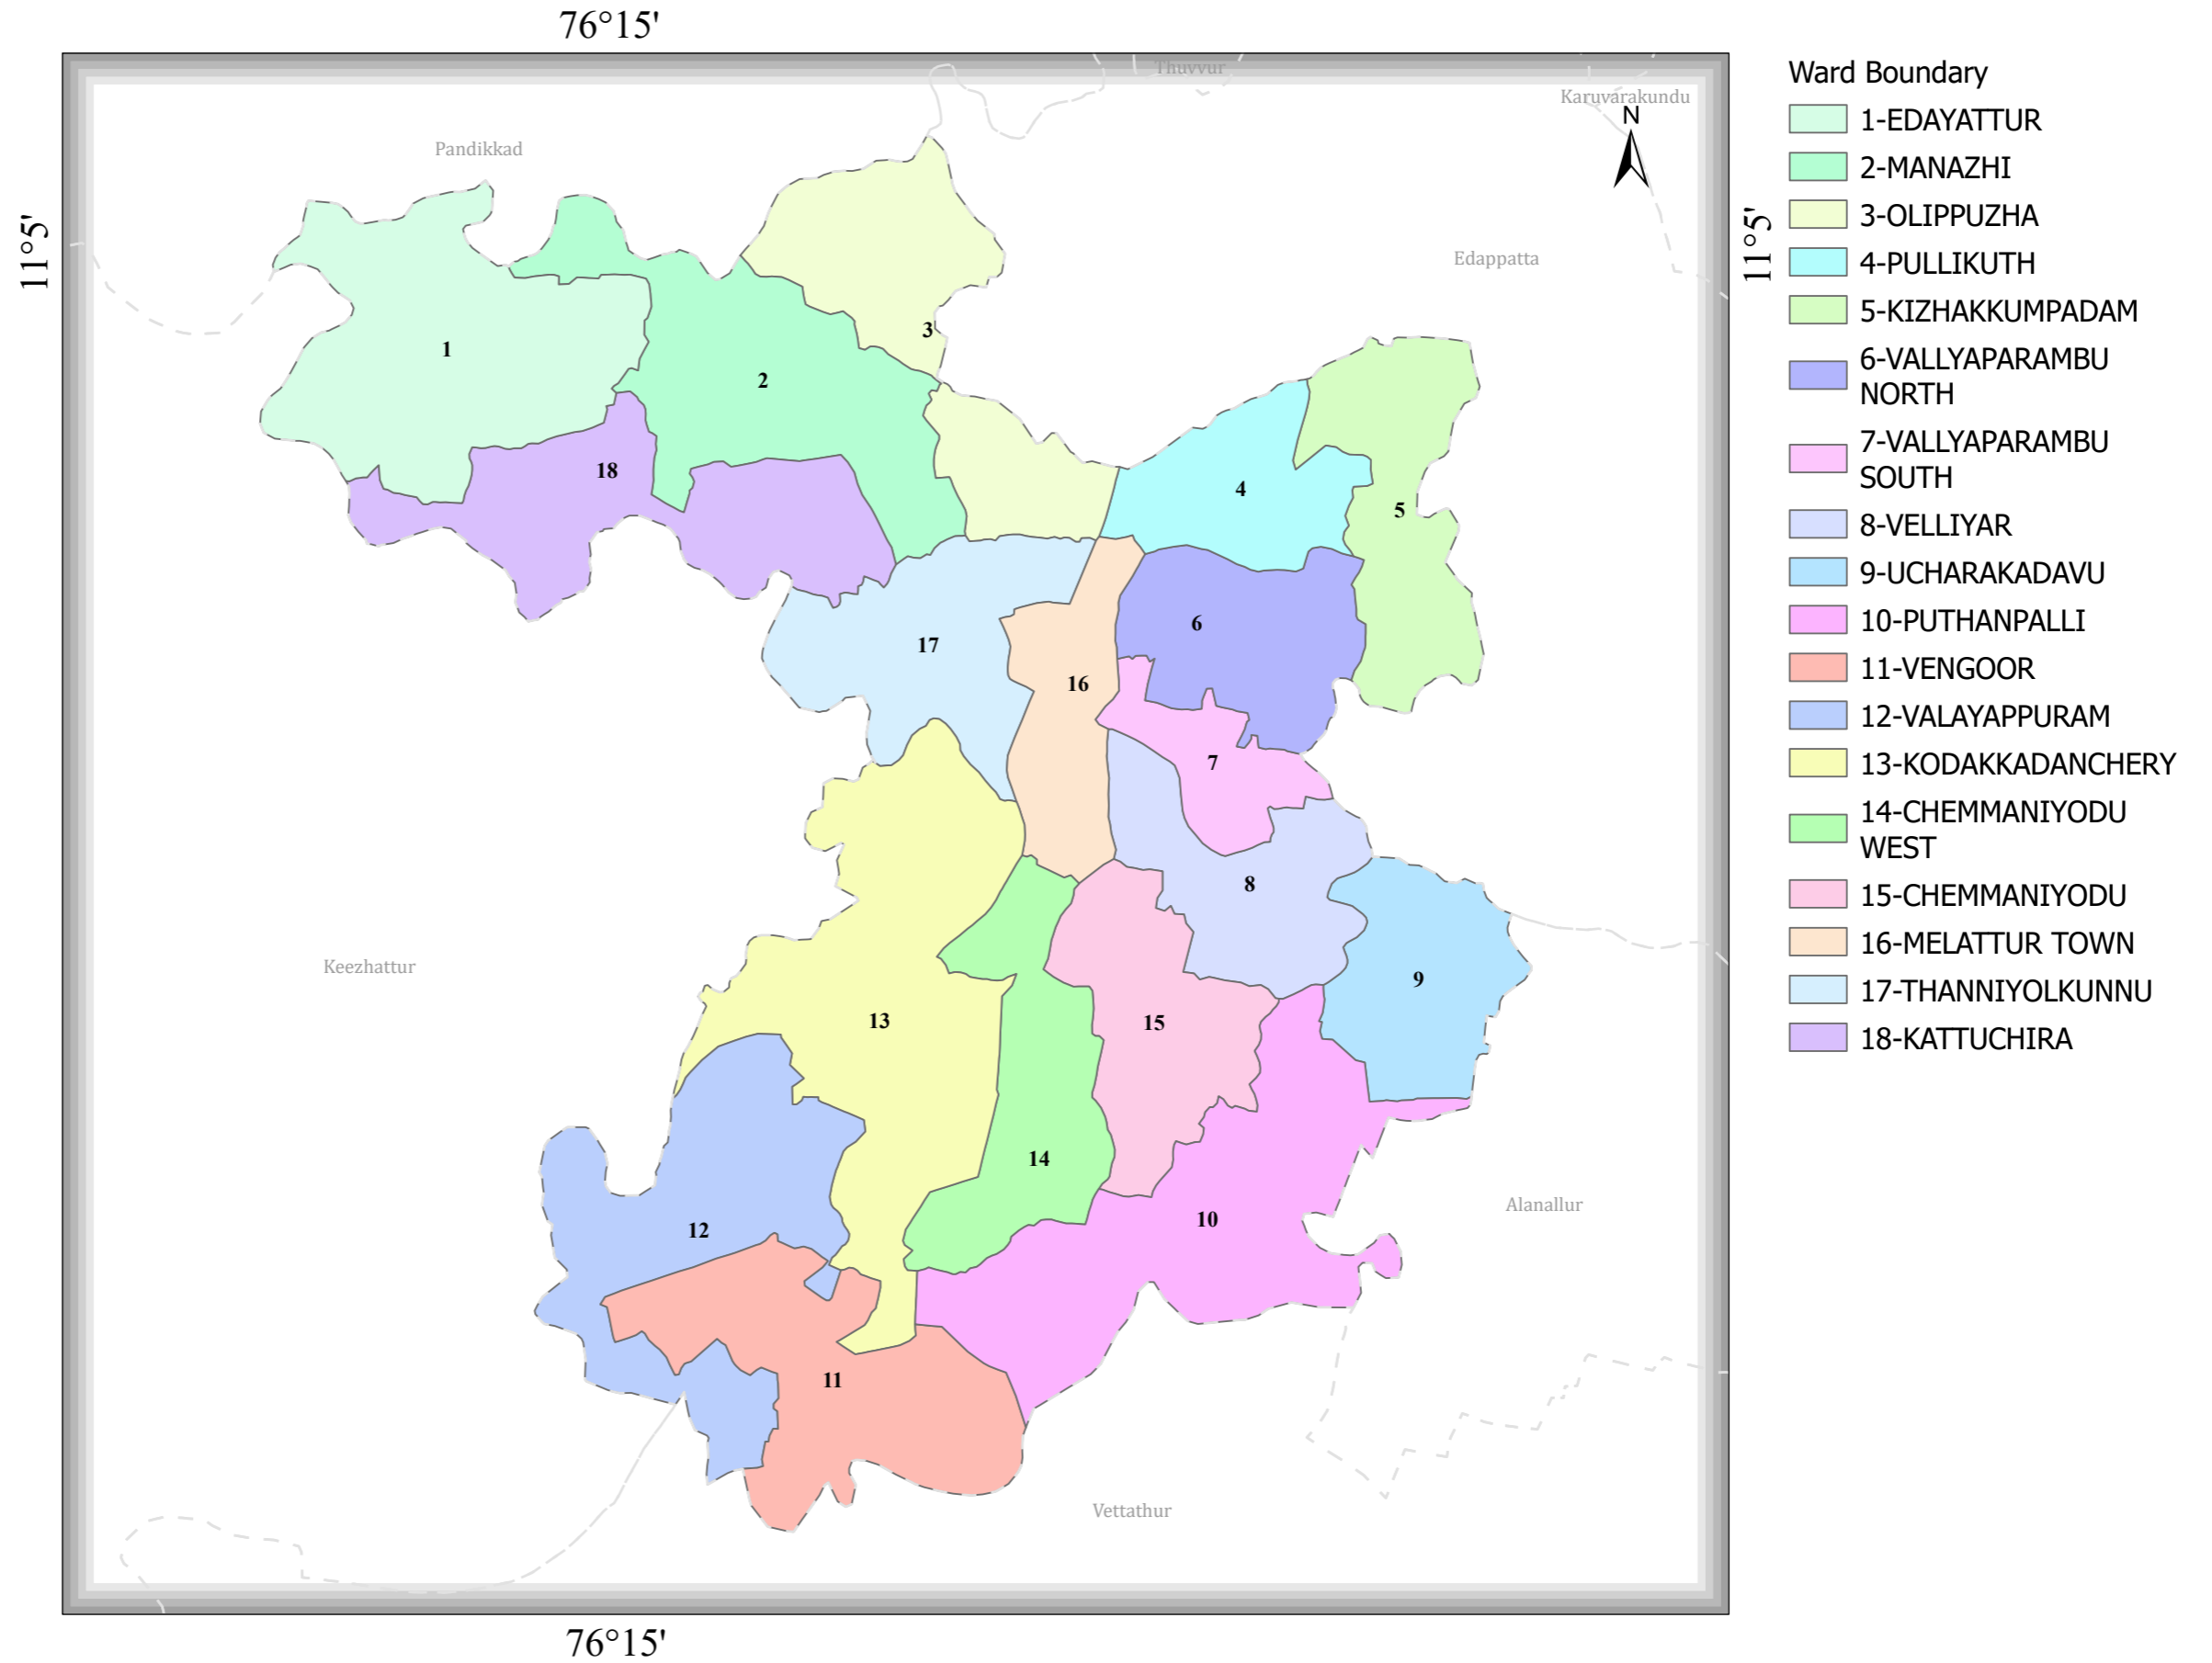 76°15'
Thuvvur
Karuvarakundu
N
Pandikkad
11°5'
11°5'
Edappatta
3
1
2
18
4
5
6
17
16
7
8
Keezhattur
9
13
15
14
12
10
Alanallur
11
Vettathur
76°15'
Ward Boundary
1-EDAYATTUR
2-MANAZHI
3-OLIPPUZHA
4-PULLIKUTH
5-KIZHAKKUMPADAM
6-VALLYAPARAMBU
NORTH
7-VALLYAPARAMBU
SOUTH
8-VELLIYAR
9-UCHARAKADAVU
10-PUTHANPALLI
11-VENGOOR
12-VALAYAPPURAM
13-KODAKKADANCHERY
14-CHEMMANIYODU
WEST
15-CHEMMANIYODU
16-MELATTUR TOWN
17-THANNIYOLKUNNU
18-KATTUCHIRA